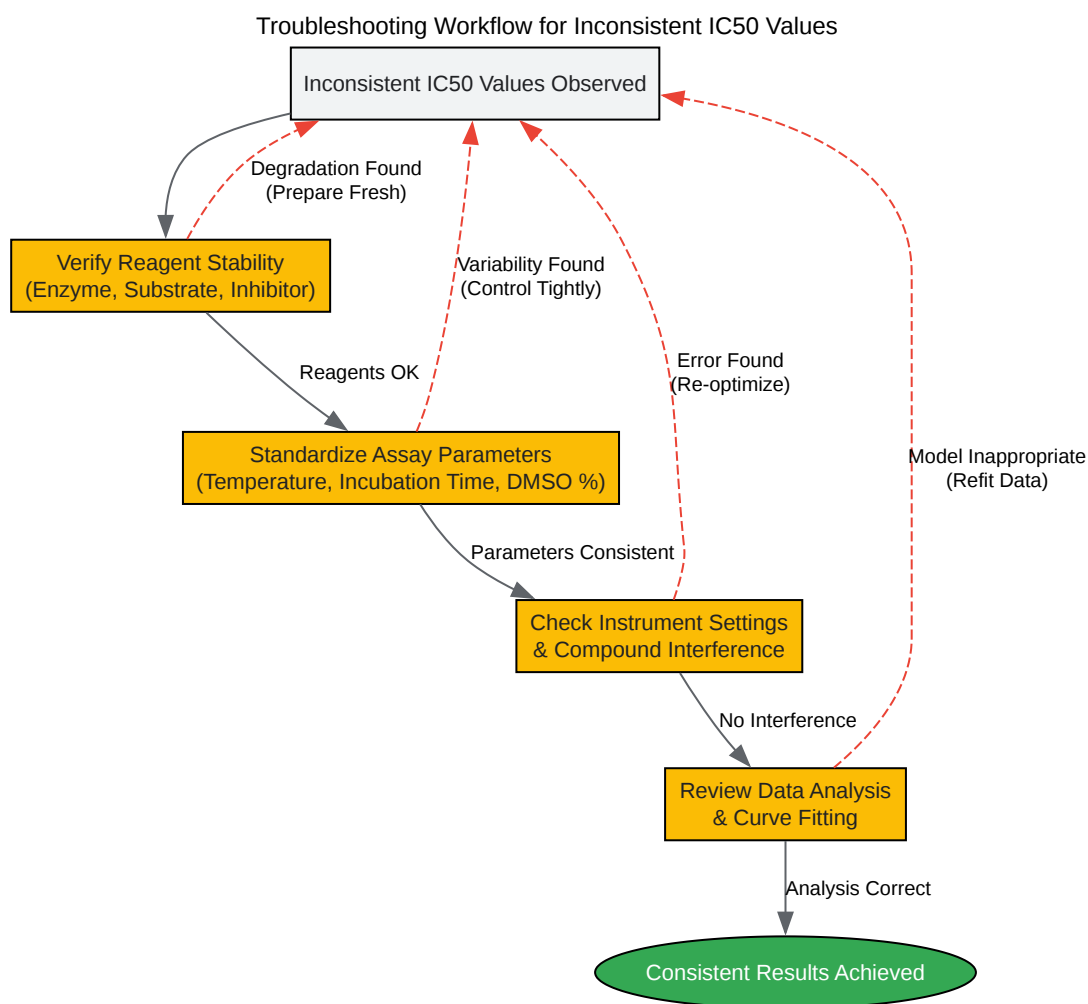 Troubleshooting Workflow for Inconsistent IC50 Values
Inconsistent IC50 Values Observed
Degradation Found
(Prepare Fresh)
Verify Reagent Stability
(Enzyme, Substrate, Inhibitor)
Variability Found
(Control Tightly)
Reagents OK
Error Found
(Re-optimize)
Standardize Assay Parameters
(Temperature, Incubation Time, DMSO %)
Model Inappropriate
(Refit Data)
Parameters Consistent
Check Instrument Settings
& Compound Interference
No Interference
Review Data Analysis
& Curve Fitting
Analysis Correct
Consistent Results Achieved